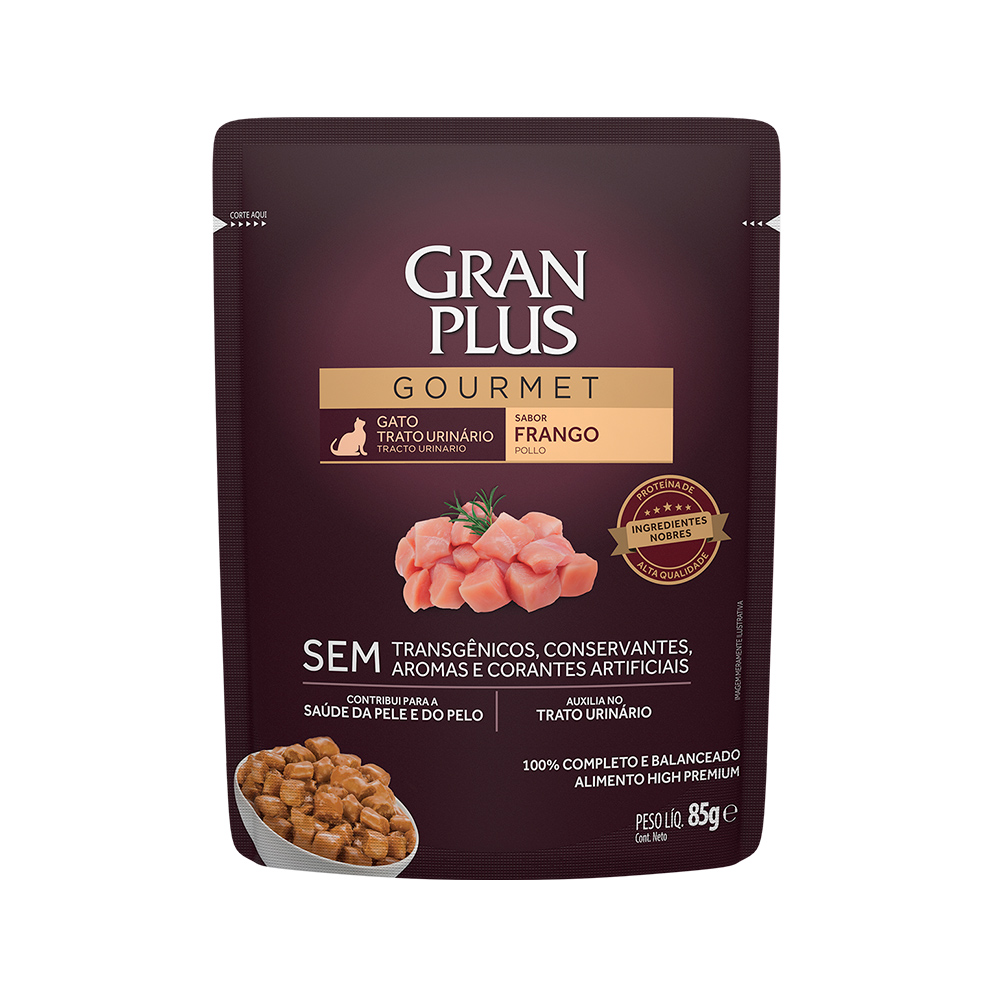 CORTE AQUI
GRAN
PLUS
GOURMET
GATO
TRATO URINÁRIO
TRACTO URINARIO
SABOR
FRANGO
POLLO
PROTEÍNA DE
INGREDIENTES
NOBRES
ALTA QUALIDADE
IMAGEM MERAMENTE ILUSTRATIVA
SEM TRANSGÊNICOS, CONSERVANTES,
AROMAS E CORANTES ARTIFICIAIS
CONTRIBUI PARA A
SAÚDE DA PELE E DO PELO
AUXILIA NO
TRATO URINÁRIO
100% COMPLETO E BALANCEADO
ALIMENTO HIGH PREMIUM
PESO LÍQ. 85g ℮
Cont. Neto